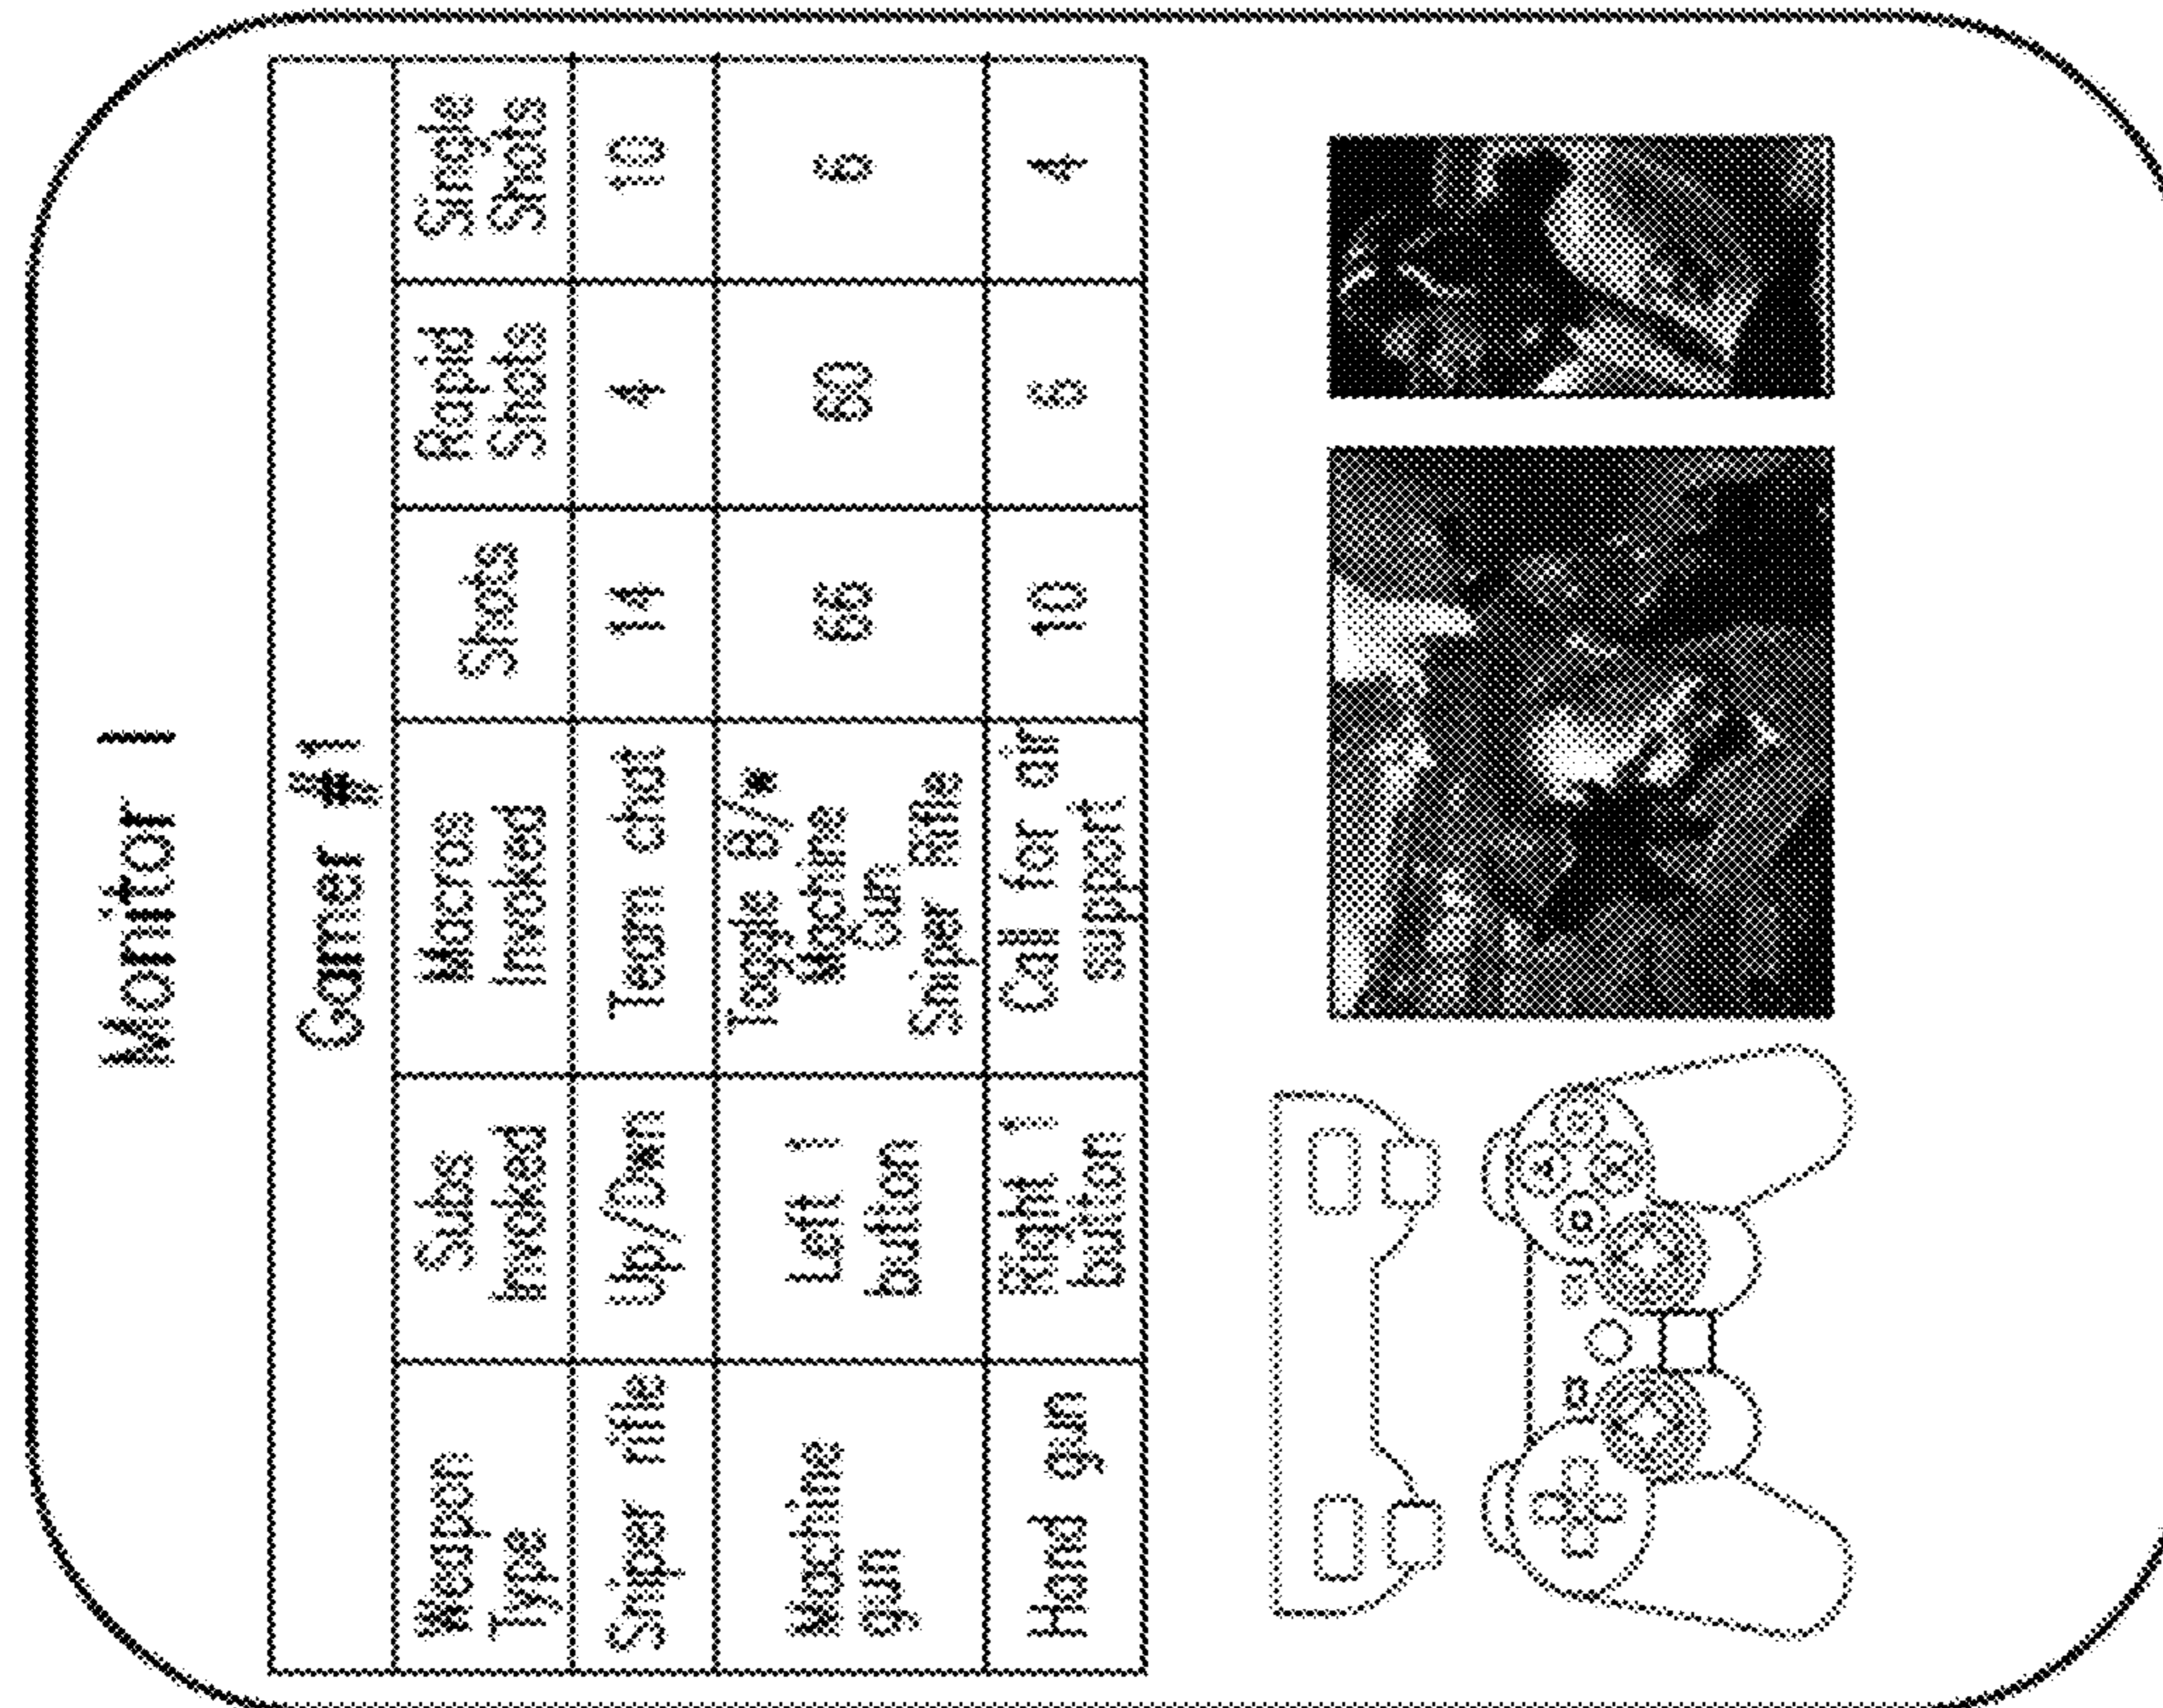 Monitor 1
Gamer #1
Weapon Type
Subs Invoked
Macros Invoked
Shots
Rapid Shots
Single Shots
Sniper rifle
Up/Dwn
Team chat
14
4
10
Machine gun
Left 1 button
Toggle B/* Machine Gun Sniper Rifle
66
60
6
Hand gun
Right 1 button
Call for air support
10
6
4